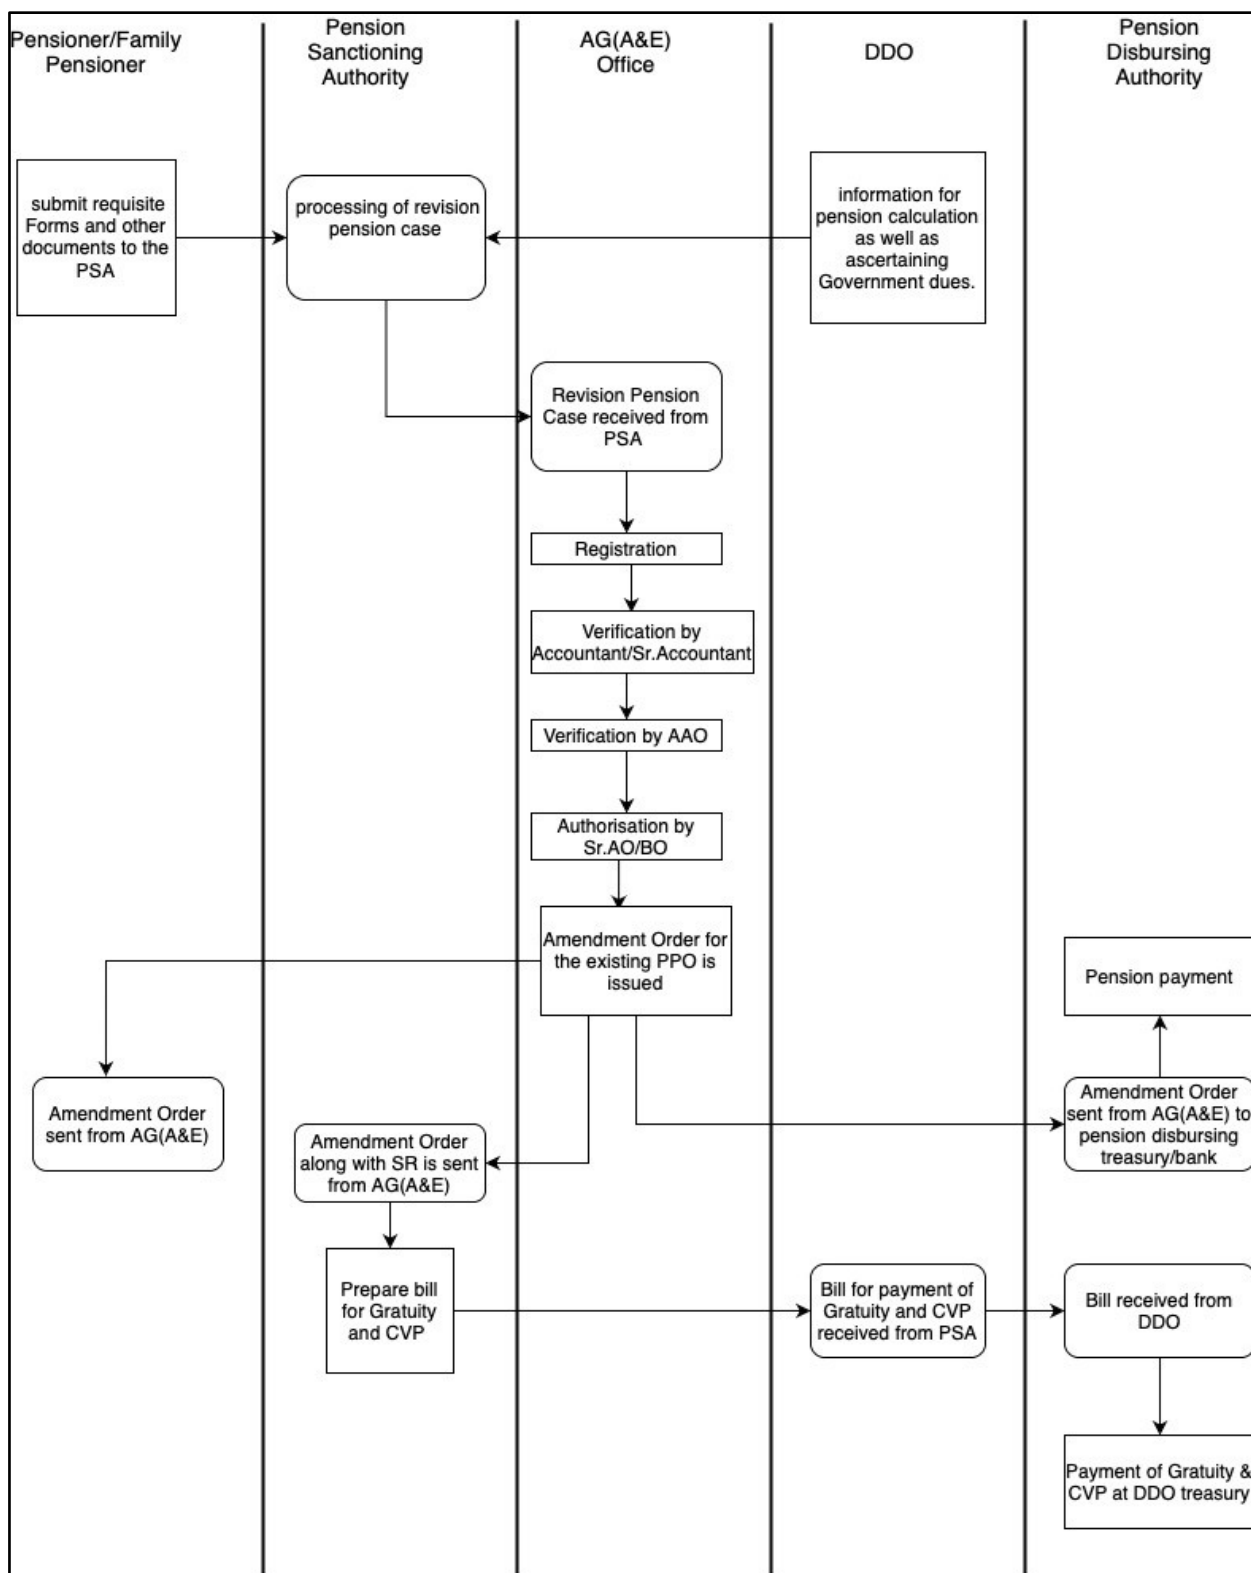 Pensioner/Family
Pensioner
Pension
Sanctioning
Authority
AG(A&E)
Office
DDO
Pension
Disbursing
Authority
submit requisite
Forms and other
documents to the
PSA
processing of revision
pension case
information for
pension calculation
as well as
ascertaining
Government dues.
Revision Pension
Case received from
PSA
Registration
Verification by
Accountant/Sr.Accountant
Verification by AAO
Authorisation by
Sr.AO/BO
Amendment Order for
the existing PPO is
issued
Pension payment
Amendment Order
sent from AG(A&E)
Amendment Order
along with SR is sent
from AG(A&E)
Amendment Order
sent from AG(A&E) to
pension disbursing
treasury/bank
Prepare bill
for Gratuity
and CVP
Bill for payment of
Gratuity and CVP
received from PSA
Bill received from
DDO
Payment of Gratuity &
CVP at DDO treasury